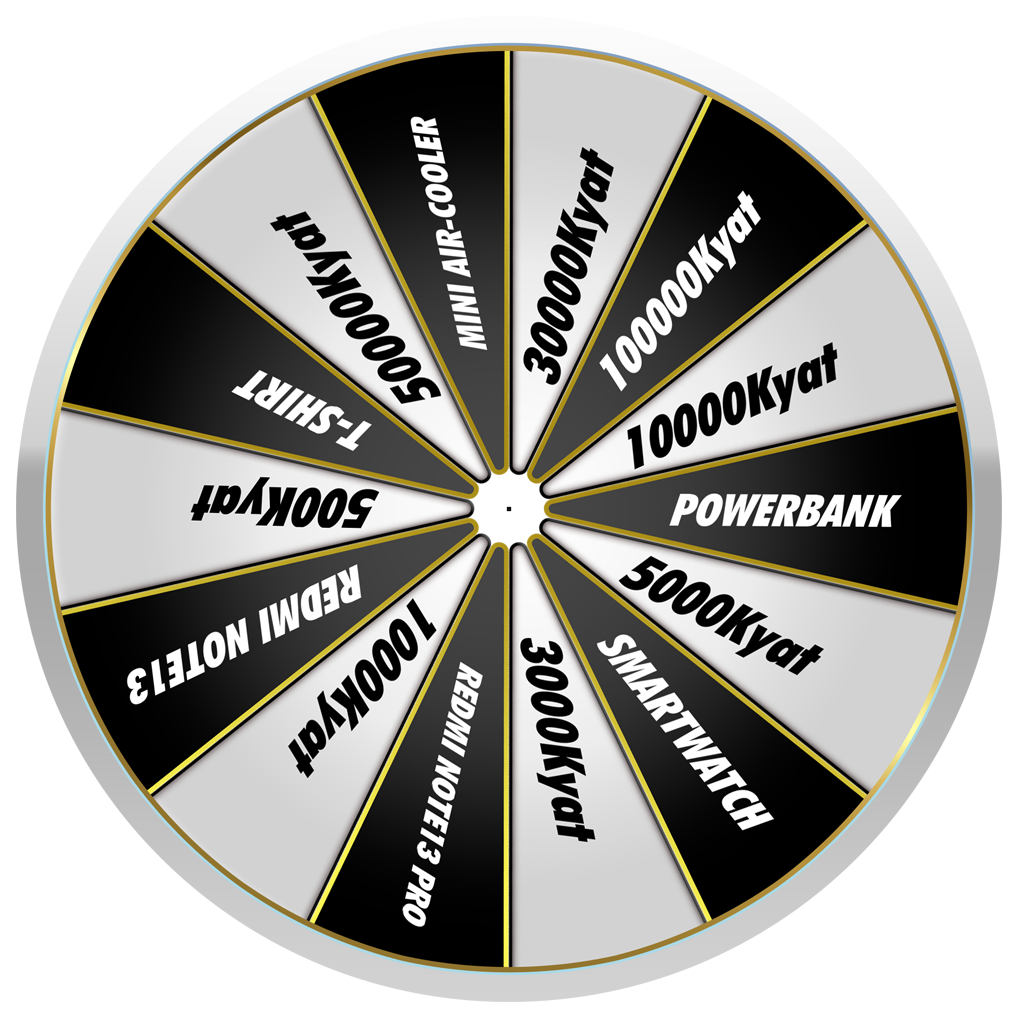 30000Kyat
100000Kyat
10000Kyat
POWERBANK
5000Kyat
SMARTWATCH
3000Kyat
REDMI NOTE13 PRO
1000Kyat
REDMI NOTE13
500Kyat
T-SHIRT
50000Kyat
MINI AIR-COOLER